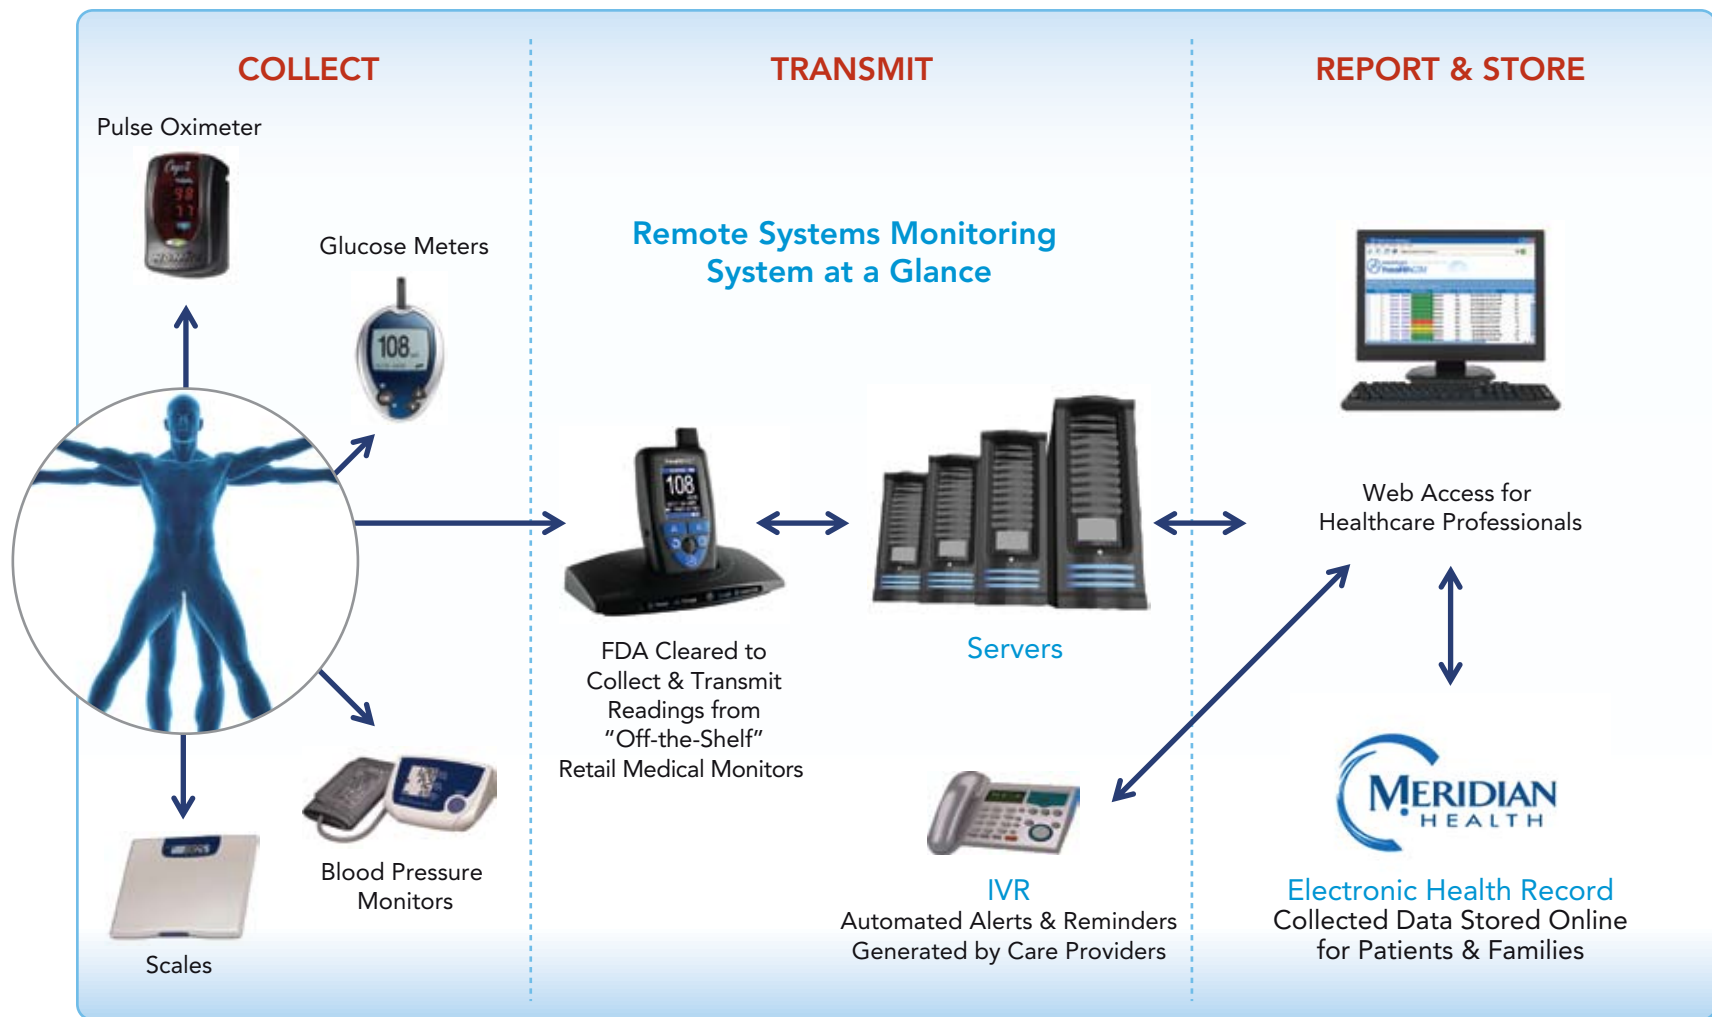 COLLECT
TRANSMIT
REPORT & STORE
Pulse Oximeter
98
77
Glucose Meters
108
Remote Systems Monitoring
System at a Glance
108
FDA Cleared to
Collect & Transmit
Readings from
“Off-the-Shelf”
Retail Medical Monitors
Servers
Web Access for
Healthcare Professionals
Scales
Blood Pressure
Monitors
IVR
Automated Alerts & Reminders
Generated by Care Providers
MERIDIAN
HEALTH
Electronic Health Record
Collected Data Stored Online
for Patients & Families